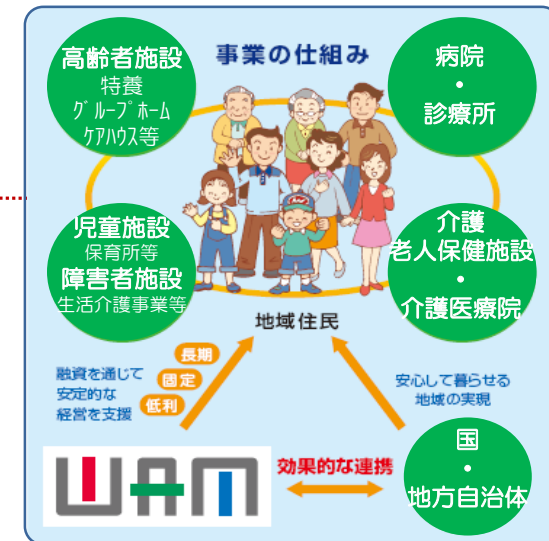 事業の仕組み
高齢者施設
特養
グループホーム
ケアハウス等
病院
・
診療所
児童施設
保育所等
障害者施設
生活介護事業等
介護
老人保健施設
・
介護医療院
地域住民
融資を通じて
安定的な
経営を支援
長期
固定
低利
安心して暮らせる
地域の実現
WAM
効果的な連携
国
・
地方自治体